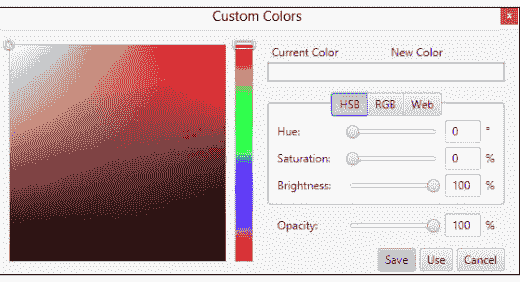 Custom Colors
x
Current Color New Color
HSB RGB Web
Hue: 0 °
Saturation: 0 %
Brightness: 100 %
Opacity: 100 %
Save Use Cancel